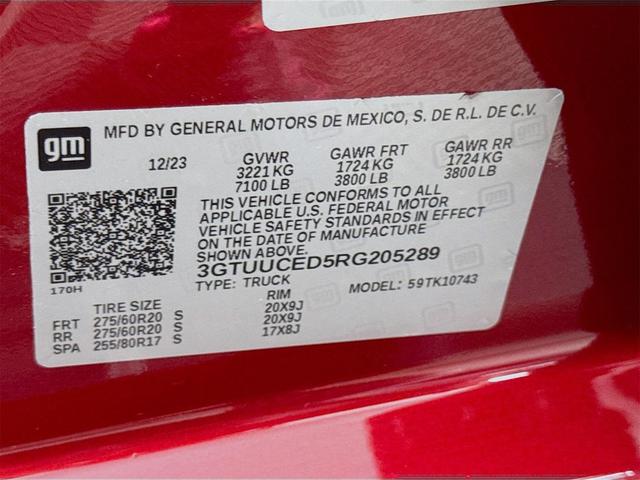 gm
MFD BY GENERAL MOTORS DE MEXICO, S. DE R.L. DE C.V.
12/23 GVWR GAWR FRT GAWR RR
3221 KG 1724 KG 1724 KG
7100 LB 3800 LB 3800 LB
THIS VEHICLE CONFORMS TO ALL
APPLICABLE U.S. FEDERAL MOTOR
VEHICLE SAFETY STANDARDS IN EFFECT
ON THE DATE OF MANUFACTURE
SHOWN ABOVE.
170H
3GTUUCED5RG205289
TYPE: TRUCK MODEL: 59TK10743
TIRE SIZE RIM
FRT 275/60R20 S 20X9J
RR 275/60R20 S 20X9J
SPA 255/80R17 S 17X8J